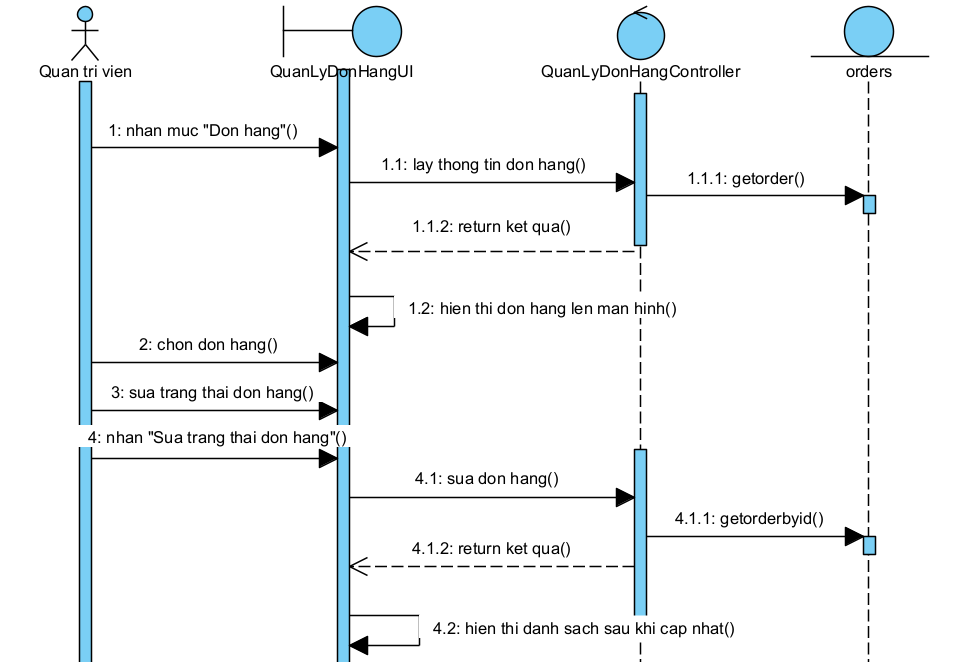 Quan tri vien
QuanLyDonHangUI
QuanLyDonHangController
orders
1: nhan muc "Don hang"()
1.1: lay thong tin don hang()
1.1.1: getorder()
1.1.2: return ket qua()
1.2: hien thi don hang len man hinh()
2: chon don hang()
3: sua trang thai don hang()
4: nhan "Sua trang thai don hang"()
4.1: sua don hang()
4.1.1: getorderbyid()
4.1.2: return ket qua()
4.2: hien thi danh sach sau khi cap nhat()